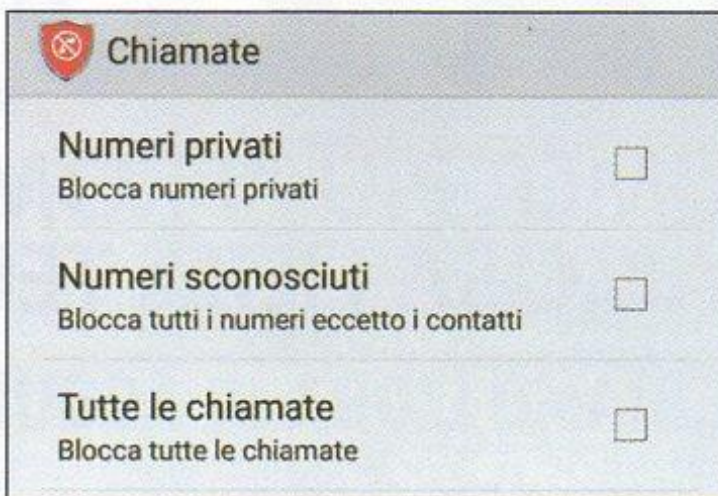 Chiamate
Numeri privati
Blocca numeri privati
Numeri sconosciuti
Blocca tutti i numeri eccetto i contatti
Tutte le chiamate
Blocca tutte le chiamate